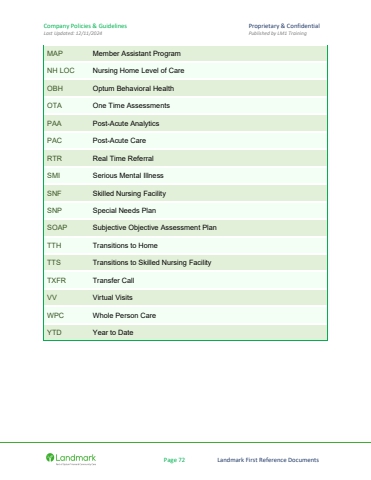 Company Policies & Guidelines Proprietary & Confidential
Last Updated: 12/11/2024 Published by LMS Training
MAP Member Assistant Program
NH LOC Nursing Home Level of Care
OBH Optum Behavioral Health
OTA One Time Assessments
PAA Post-Acute Analytics
PAC Post-Acute Care
RTR Real Time Referral
SMI Serious Mental Illness
SNF Skilled Nursing Facility
SNP Special Needs Plan
SOAP Subjective Objective Assessment Plan
TTH Transitions to Home
TTS Transitions to Skilled Nursing Facility
TXFR Transfer Call
VV Virtual Visits
WPC Whole Person Care
YTD Year to Date
Landmark Page 72 Landmark First Reference Documents